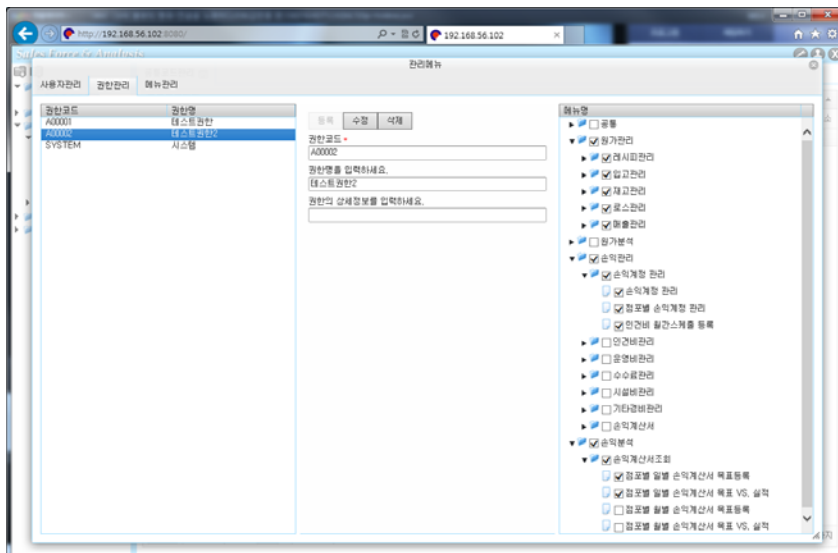 http://192.168.56.102:8080/
192.168.56.102
Sales Force & Analysis
관리메뉴
사용자관리 권한관리 메뉴관리
권한코드 권한명
A00001 테스트권한
A00002 테스트권한2
SYSTEM 시스템
등록 수정 삭제
권한코드
A00002
권한명을 입력하세요.
테스트권한2
권한의 상세정보를 입력하세요.
메뉴명
공통
원가관리
레시피관리
입고관리
재고관리
로스관리
매출관리
원가분석
손익관리
손익계정 관리
손익계정 관리
점포별 손익계정 관리
인건비 월간스케줄 등록
인건비관리
운영비관리
수수료관리
시설비관리
기타경비관리
손익계산서
손익분석
손익계산서조회
점포별 일별 손익계산서 목표등록
점포별 일별 손익계산서 목표 VS. 실적
점포별 월별 손익계산서 목표등록
점포별 월별 손익계산서 목표 VS. 실적